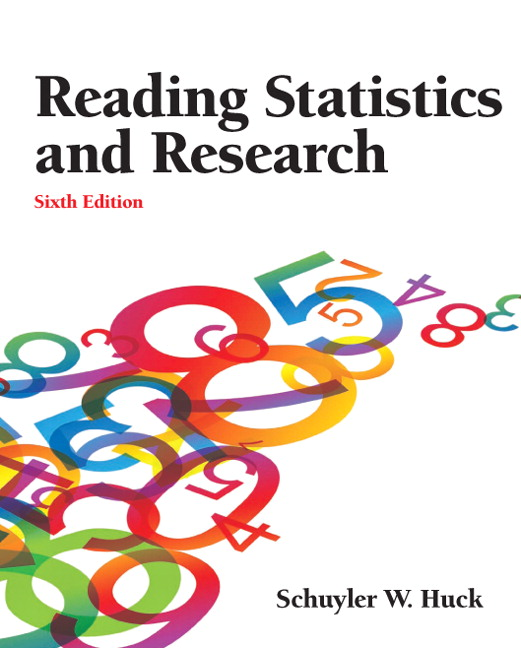 Reading Statistics
and Research
Sixth Edition
Schuyler W. Huck